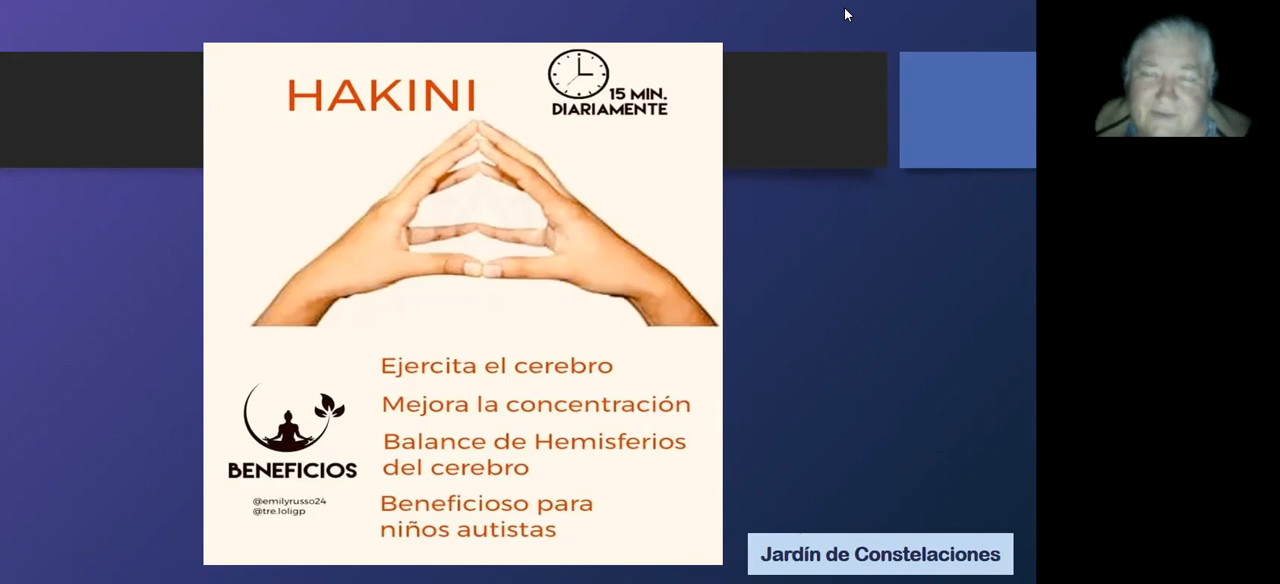 HAKINI
15 MIN.
DIARIAMENTE
Ejercita el cerebro
Mejora la concentración
Balance de Hemisferios
del cerebro
Beneficioso para
niños autistas
BENEFICIOS
@emilyrusso24
@tre.loligp
Jardín de Constelaciones